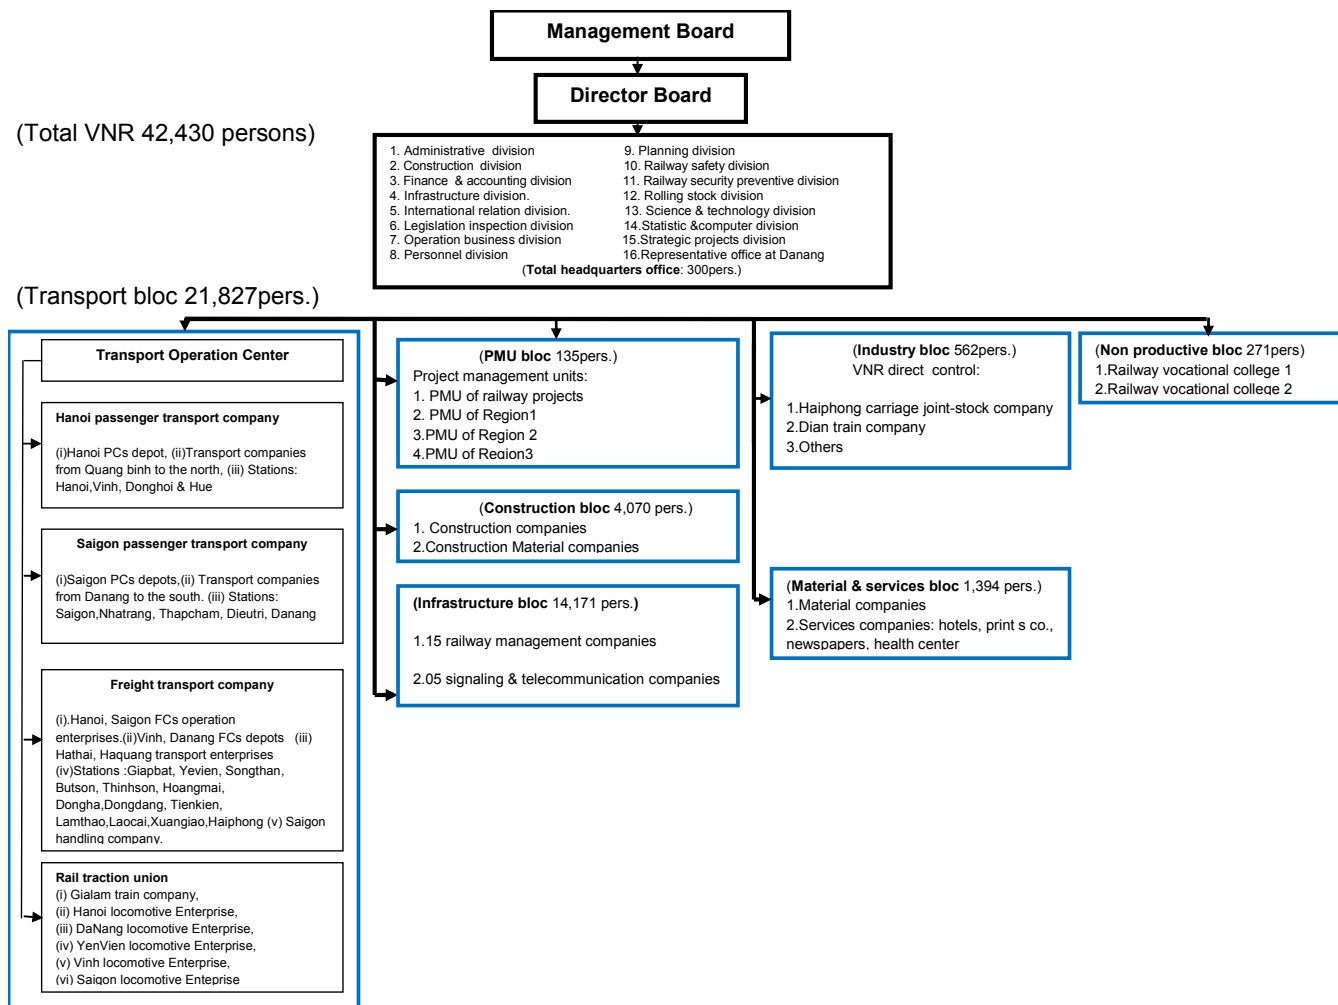 Management Board
Director Board
(Total VNR 42,430 persons)
1. Administrative division
2. Construction division
3. Finance & accounting division
4. Infrastructure division.
5. International relation division.
6. Legislation inspection division
7. Operation business division
8. Personnel division
9. Planning division
10. Railway safety division
11. Railway security preventive division
12. Rolling stock division
13. Science & technology division
14.Statistic &computer division
15.Strategic projects division
16.Representative office at Danang
(Total headquarters office: 300pers.)
(Transport bloc 21,827pers.)
Transport Operation Center
Hanoi passenger transport company
(i)Hanoi PCs depot, (ii)Transport companies
from Quang binh to the north, (iii) Stations:
Hanoi,Vinh, Donghoi & Hue
Saigon passenger transport company
(i)Saigon PCs depots,(ii) Transport companies
from Danang to the south. (iii) Stations:
Saigon,Nhatrang, Thapcham, Dieutri, Danang
Freight transport company
(i).Hanoi, Saigon FCs operation
enterprises.(ii)Vinh, Danang FCs depots (iii)
Hathai, Haquang transport enterprises
(iv)Stations :Giapbat, Yevien, Songthan,
Butson, Thinhson, Hoangmai,
Dongha,Dongdang, Tienkien,
Lamthao,Laocai,Xuangiao,Haiphong (v) Saigon
handling company.
Rail traction union
(i) Gialam train company,
(ii) Hanoi locomotive Enterprise,
(iii) DaNang locomotive Enterprise,
(iv) YenVien locomotive Enterprise,
(v) Vinh locomotive Enterprise,
(vi) Saigon locomotive Enteprise
(PMU bloc 135pers.)
Project management units:
1. PMU of railway projects
2. PMU of Region1
3.PMU of Region 2
4.PMU of Region3
(Construction bloc 4,070 pers.)
1. Construction companies
2.Construction Material companies
(Infrastructure bloc 14,171 pers.)
1.15 railway management companies
2.05 signaling & telecommunication companies
(Industry bloc 562pers.)
VNR direct control:
1.Haiphong carriage joint-stock company
2.Dian train company
3.Others
(Material & services bloc 1,394 pers.)
1.Material companies
2.Services companies: hotels, print s co.,
newspapers, health center
(Non productive bloc 271pers)
1.Railway vocational college 1
2.Railway vocational college 2